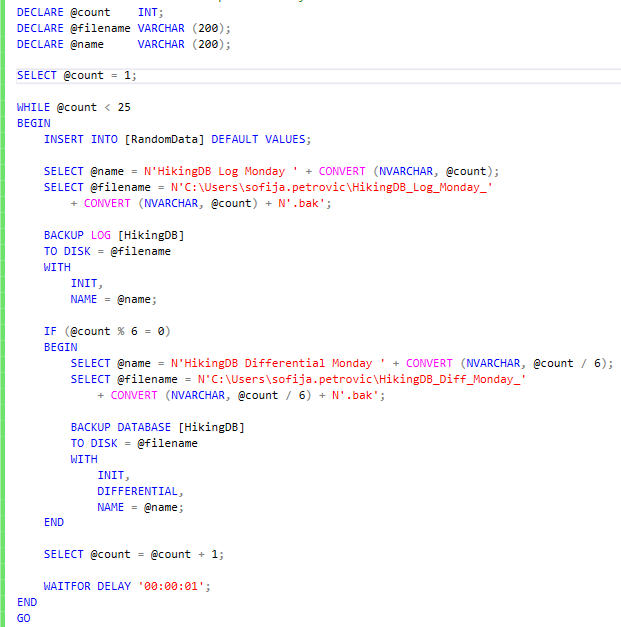 DECLARE @count    INT;
DECLARE @filename VARCHAR (200);
DECLARE @name     VARCHAR (200);
SELECT @count = 1;
WHILE @count < 25
BEGIN
    INSERT INTO [RandomData] DEFAULT VALUES;
    SELECT @name = N'HikingDB Log Monday ' + CONVERT (NVARCHAR, @count);
    SELECT @filename = N'C:\Users\sofija.petrovic\HikingDB_Log_Monday_'
        + CONVERT (NVARCHAR, @count) + N'.bak';
    BACKUP LOG [HikingDB]
    TO DISK = @filename
    WITH
        INIT,
        NAME = @name;
    IF (@count % 6 = 0)
    BEGIN
        SELECT @name = N'HikingDB Differential Monday ' + CONVERT (NVARCHAR, @count / 6);
        SELECT @filename = N'C:\Users\sofija.petrovic\HikingDB_Diff_Monday_'
            + CONVERT (NVARCHAR, @count / 6) + N'.bak';
        BACKUP DATABASE [HikingDB]
        TO DISK = @filename
        WITH
            INIT,
            DIFFERENTIAL,
            NAME = @name;
    END
    SELECT @count = @count + 1;
    WAITFOR DELAY '00:00:01';
END
GO